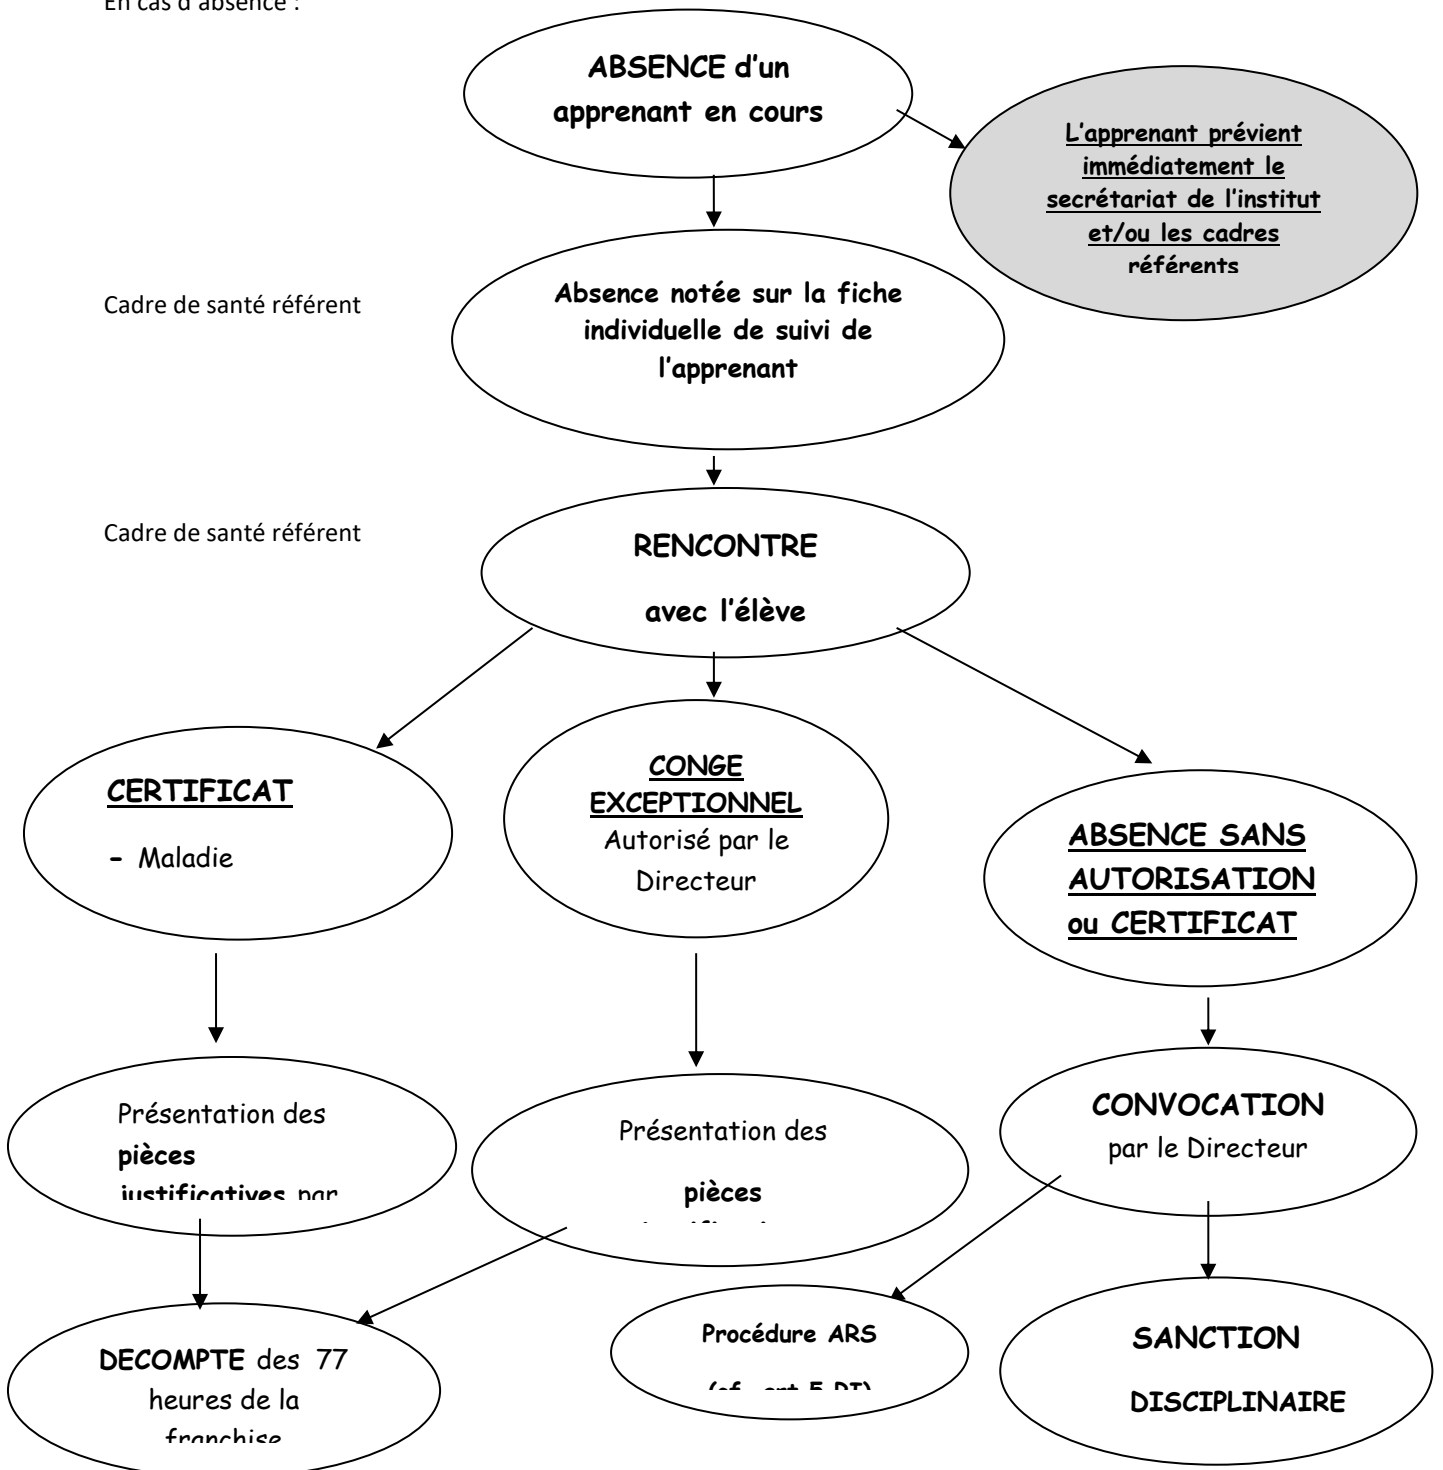 En cas d'absence :
ABSENCE d'un
apprenant en cours
L'apprenant prévient
immédiatement le
secrétariat de l'institut
et/ou les cadres
référents
Cadre de santé référent
Absence notée sur la fiche
individuelle de suivi de
l'apprenant
Cadre de santé référent
RENCONTRE
avec l'élève
CERTIFICAT
- Maladie
CONGE
EXCEPTIONNEL
Autorisé par le
Directeur
ABSENCE SANS
AUTORISATION
ou CERTIFICAT
Présentation des
pièces
justificatives par
Présentation des
pièces
CONVOCATION
par le Directeur
DECOMPTE des 77
heures de la
franchise
Procédure ARS
SANCTION
DISCIPLINAIRE